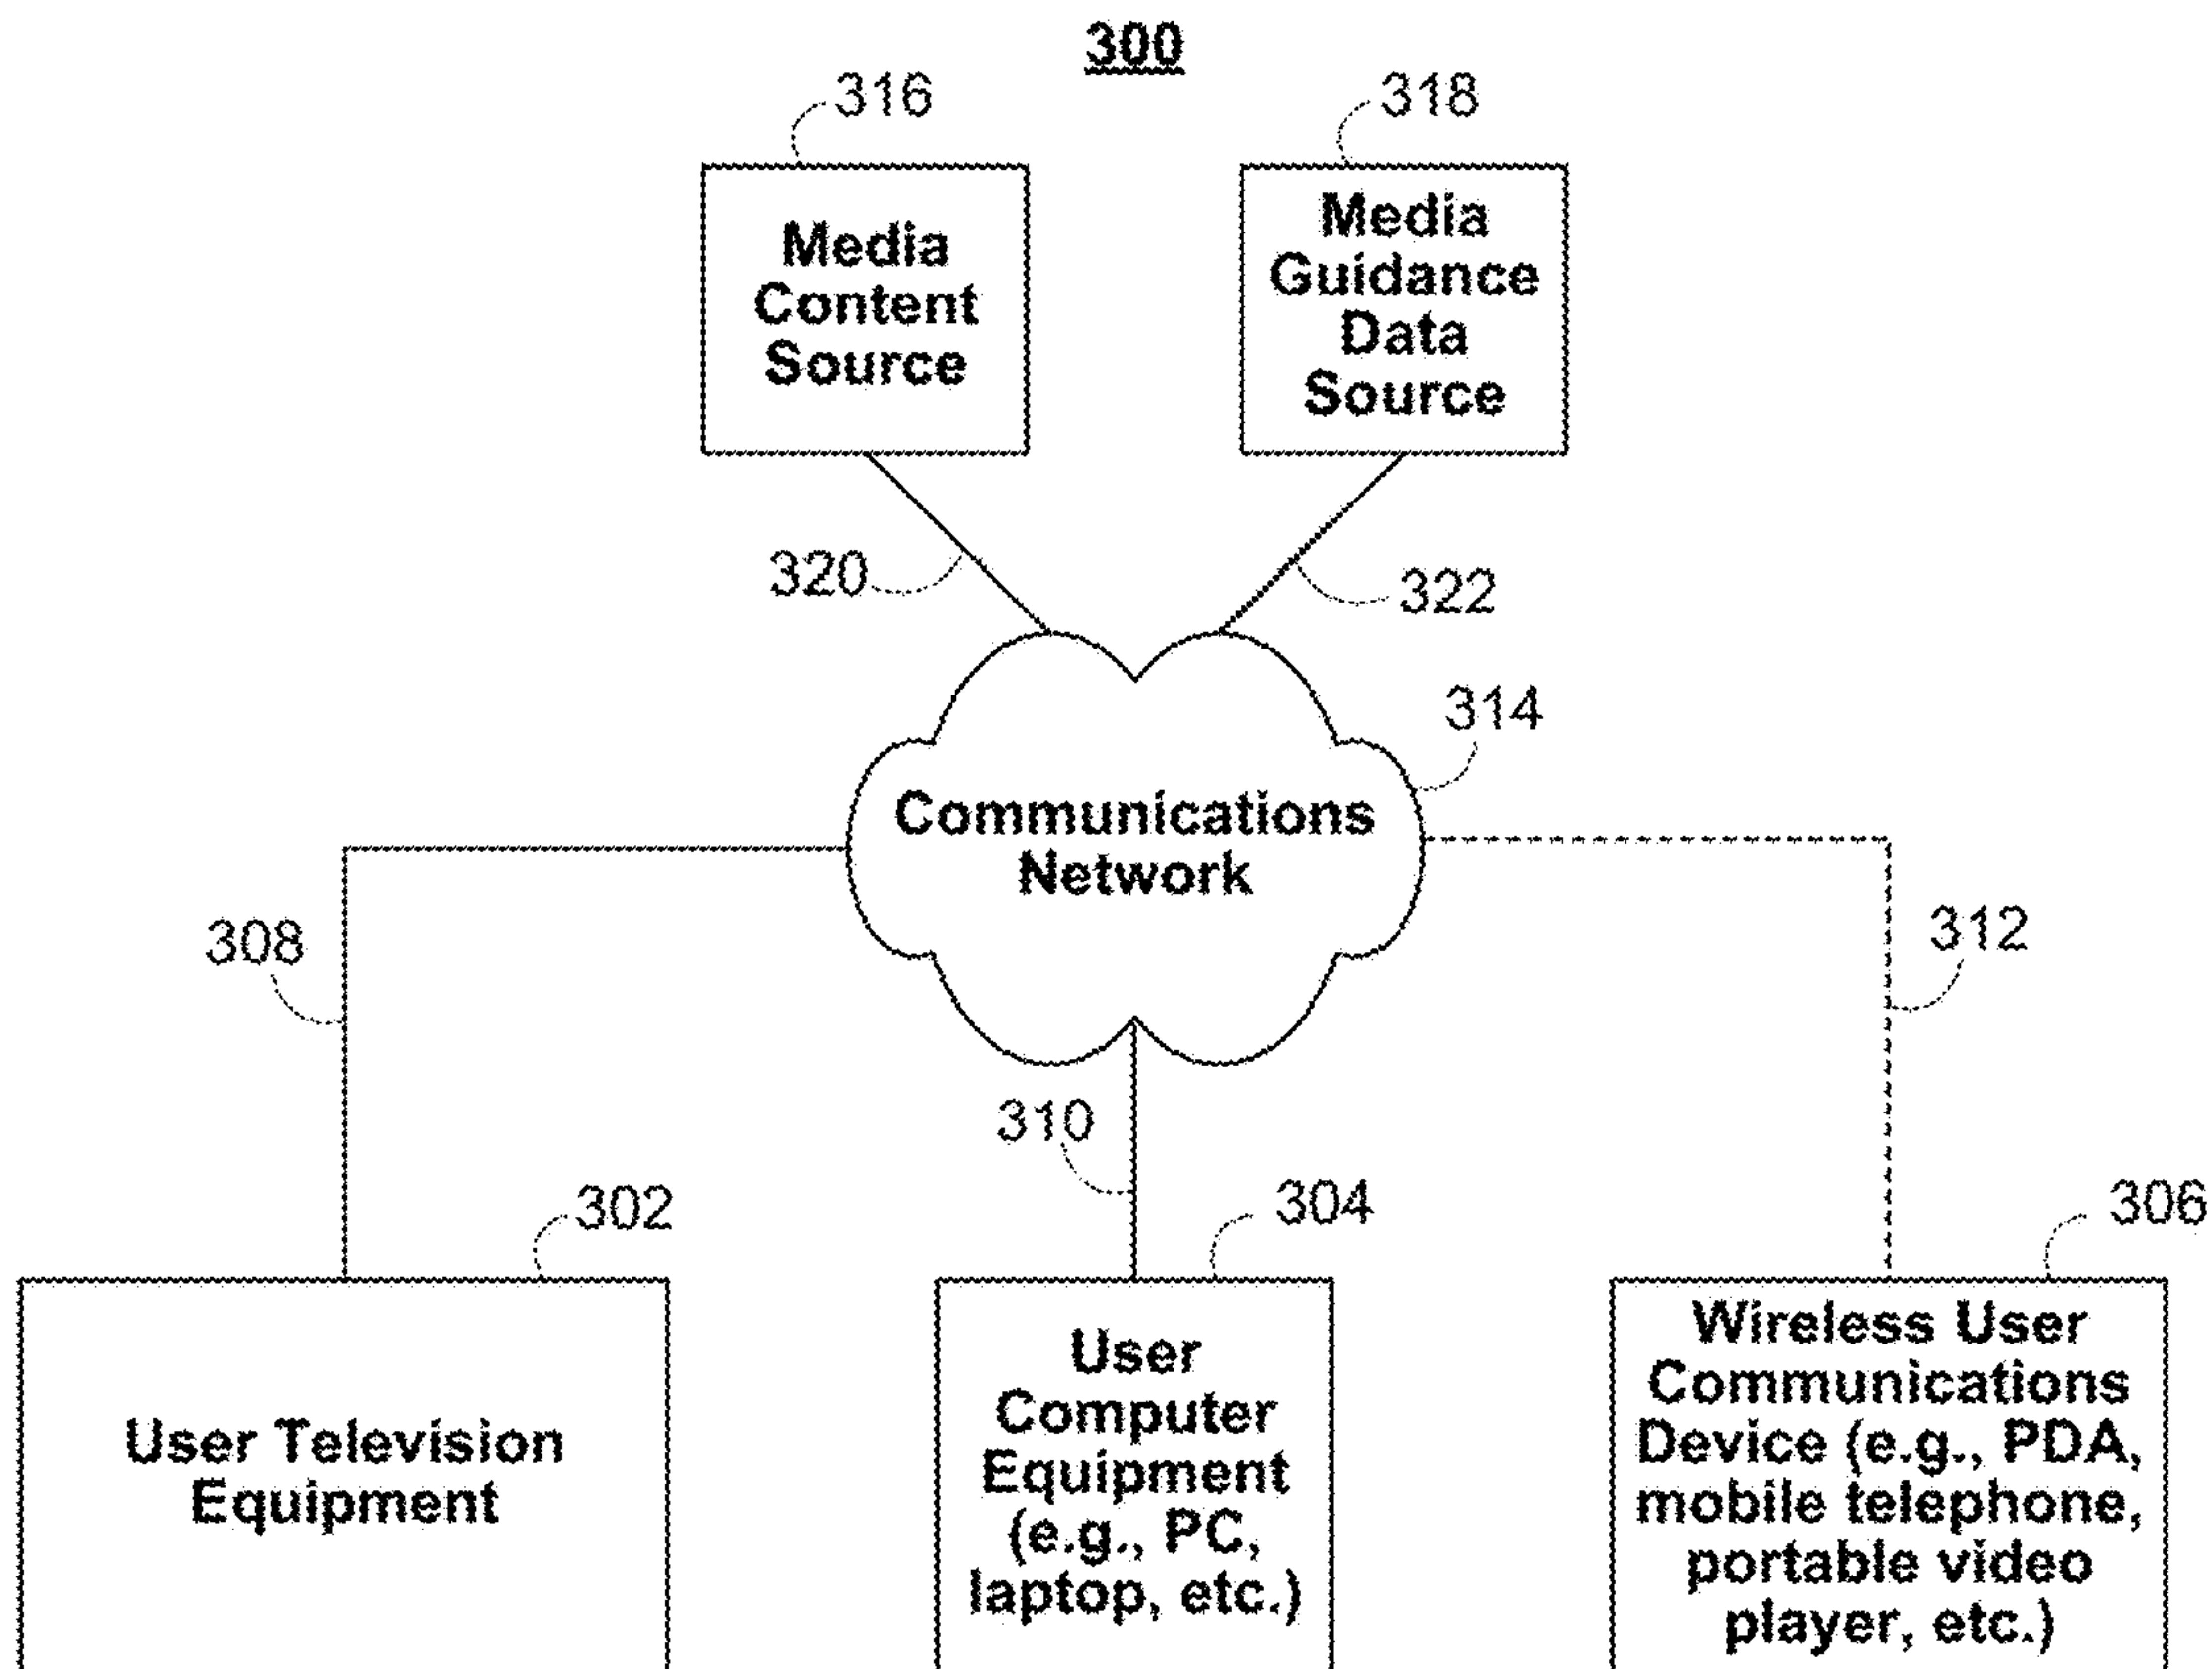 300
316
318
Media
Content
Source
Media
Guidance
Data
Source
320
322
314
Communications
Network
308
312
310
302
304
306
User Television
Equipment
User
Computer
Equipment
(e.g., PC,
laptop, etc.)
Wireless User
Communications
Device (e.g., PDA,
mobile telephone,
portable video
player, etc.)